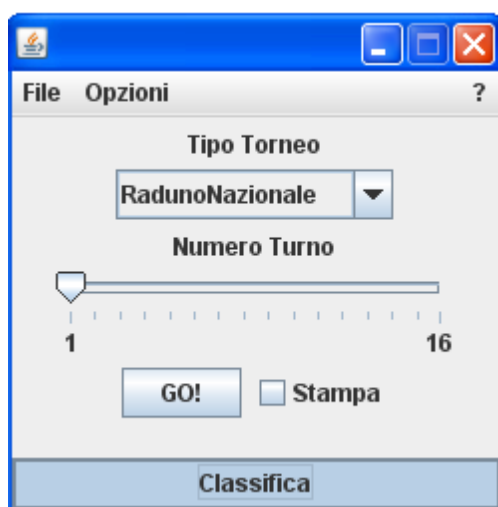 File Opzioni ?
Tipo Torneo
RadunoNazionale
Numero Turno
1 16
GO! Stampa
Classifica